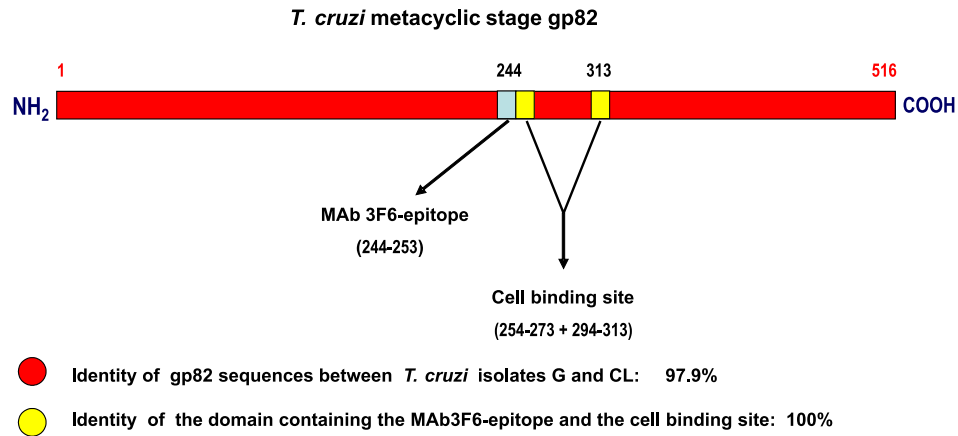 T. cruzi metacyclic stage gp82
1 244 313 516
NH2 COOH
MAb 3F6-epitope
(244-253)
Cell binding site
(254-273 + 294-313)
Identity of gp82 sequences between T. cruzi isolates G and CL: 97.9%
Identity of the domain containing the MAb3F6-epitope and the cell binding site: 100%